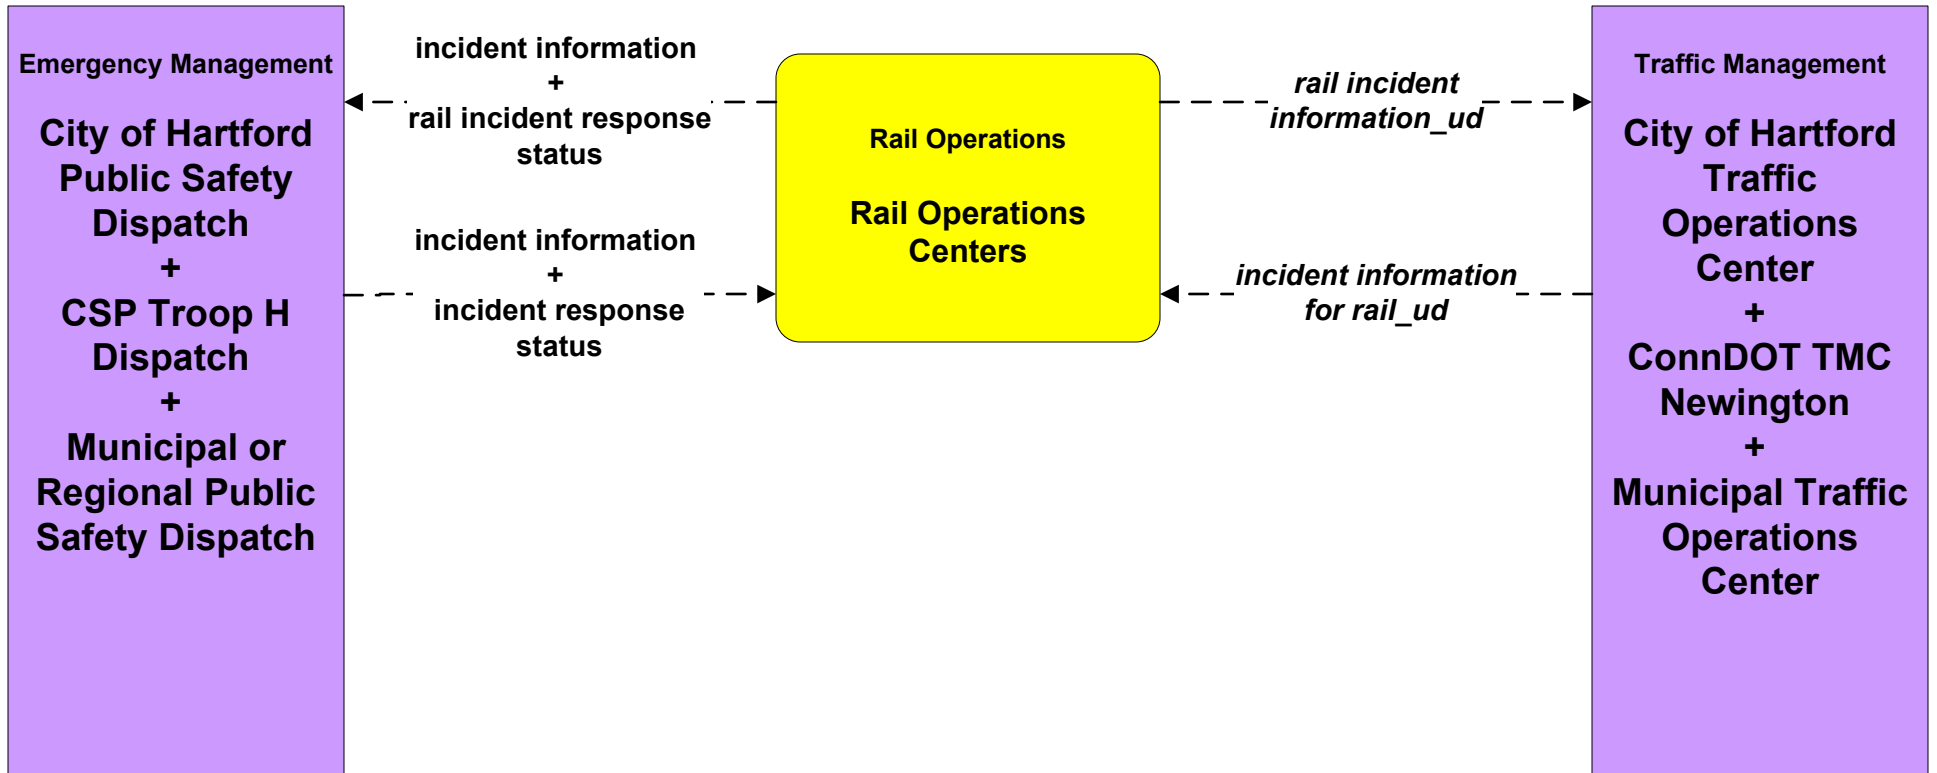 Emergency Management
City of Hartford
Public Safety
Dispatch
+
CSP Troop H
Dispatch
+
Municipal or
Regional Public
Safety Dispatch
incident information
+
rail incident response
status
incident information
+
incident response
status
Rail Operations
Rail Operations
Centers
rail incident
information_ud
incident information
for rail_ud
Traffic Management
City of Hartford
Traffic
Operations
Center
+
ConnDOT TMC
Newington
+
Municipal Traffic
Operations
Center